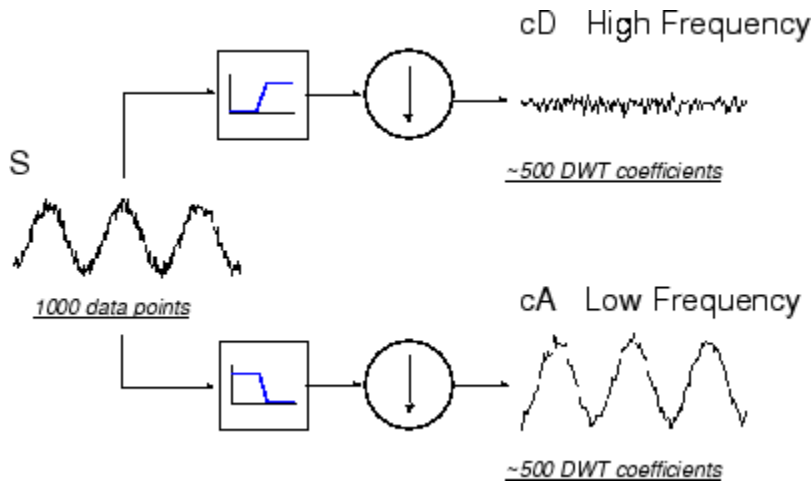 cD High Frequency
~500 DWT coefficients
S
1000 data points
cA Low Frequency
~500 DWT coefficients